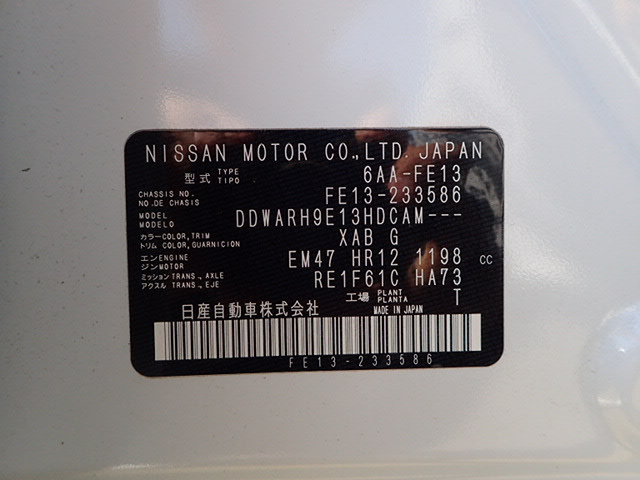 NISSAN MOTOR CO.,LTD. JAPAN
型式 TYPE TIPO 6AA-FE13
CHASSIS NO. NO.DE CHASIS FE13-233586
MODEL MODELO DDWARH9E13HDCAM---
カラー COLOR, TRIM トリム COLOR, GUARNICION XAB G
エンENGINE ジンMOTOR EM47 HR12 1198 cc
ミッション TRANS., AXLE アクスル TRANS., EJE RE1F61C HA73
工場 PLANT PLANTA T
日産自動車株式会社 MADE IN JAPAN
FE13-233586